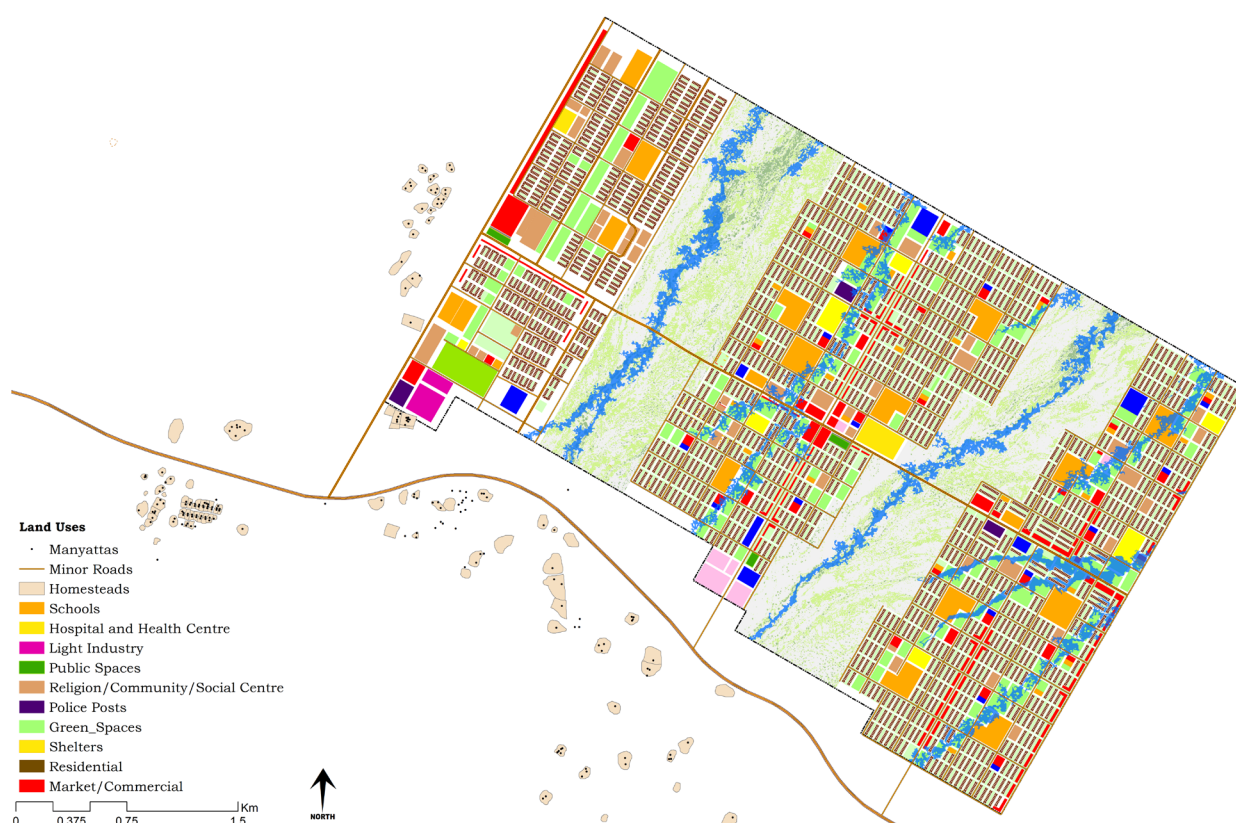 Land Uses
Manyattas
Minor Roads
Homesteads
Schools
Hospital and Health Centre
Light Industry
Public Spaces
Religion/Community/Social Centre
Police Posts
Green_Spaces
Shelters
Residential
Market/Commercial
Km
0 0.375 0.75 1.5
NORTH